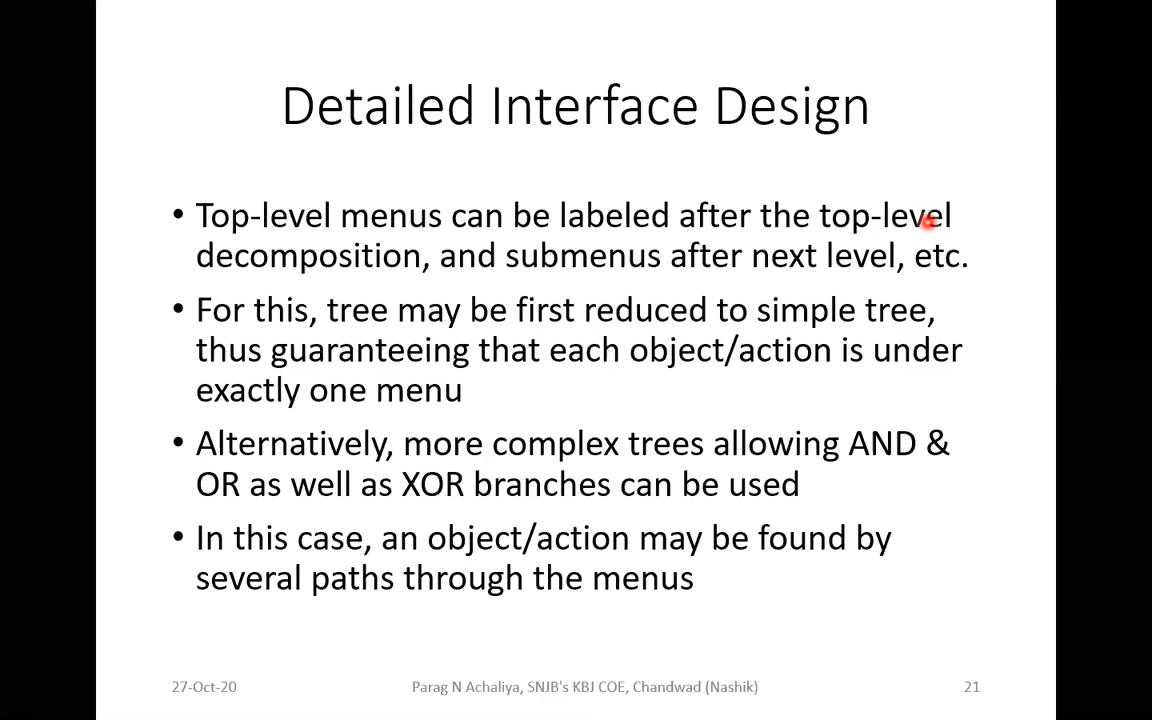 Detailed Interface Design
• Top-level menus can be labeled after the top-level
decomposition, and submenus after next level, etc.
• For this, tree may be first reduced to simple tree,
thus guaranteeing that each object/action is under
exactly one menu
• Alternatively, more complex trees allowing AND &
OR as well as XOR branches can be used
• In this case, an object/action may be found by
several paths through the menus
27-Oct-20 Parag N Achaliya, SNJB's KBJ COE, Chandwad (Nashik) 21